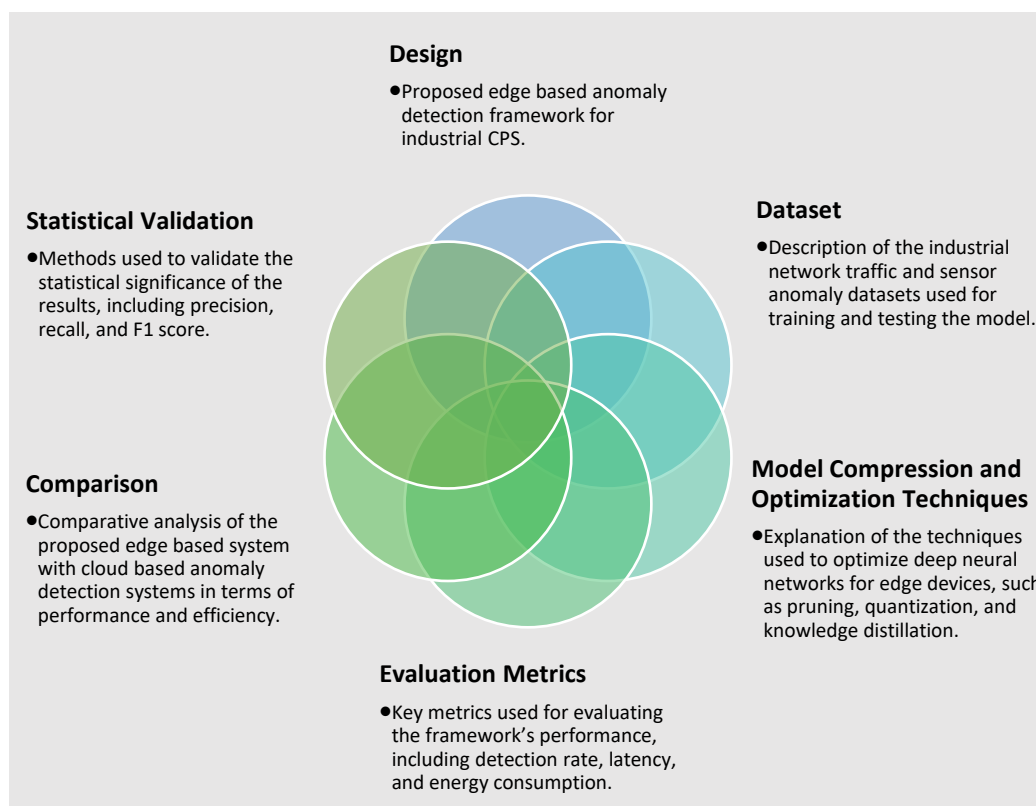 Design
•Proposed edge based anomaly
detection framework for
industrial CPS.
Dataset
•Description of the industrial
network traffic and sensor
anomaly datasets used for
training and testing the model.
Model Compression and
Optimization Techniques
•Explanation of the techniques
used to optimize deep neural
networks for edge devices, such
as pruning, quantization, and
knowledge distillation.
Evaluation Metrics
•Key metrics used for evaluating
the framework’s performance,
including detection rate, latency,
and energy consumption.
Comparison
•Comparative analysis of the
proposed edge based system
with cloud based anomaly
detection systems in terms of
performance and efficiency.
Statistical Validation
•Methods used to validate the
statistical significance of the
results, including precision,
recall, and F1 score.